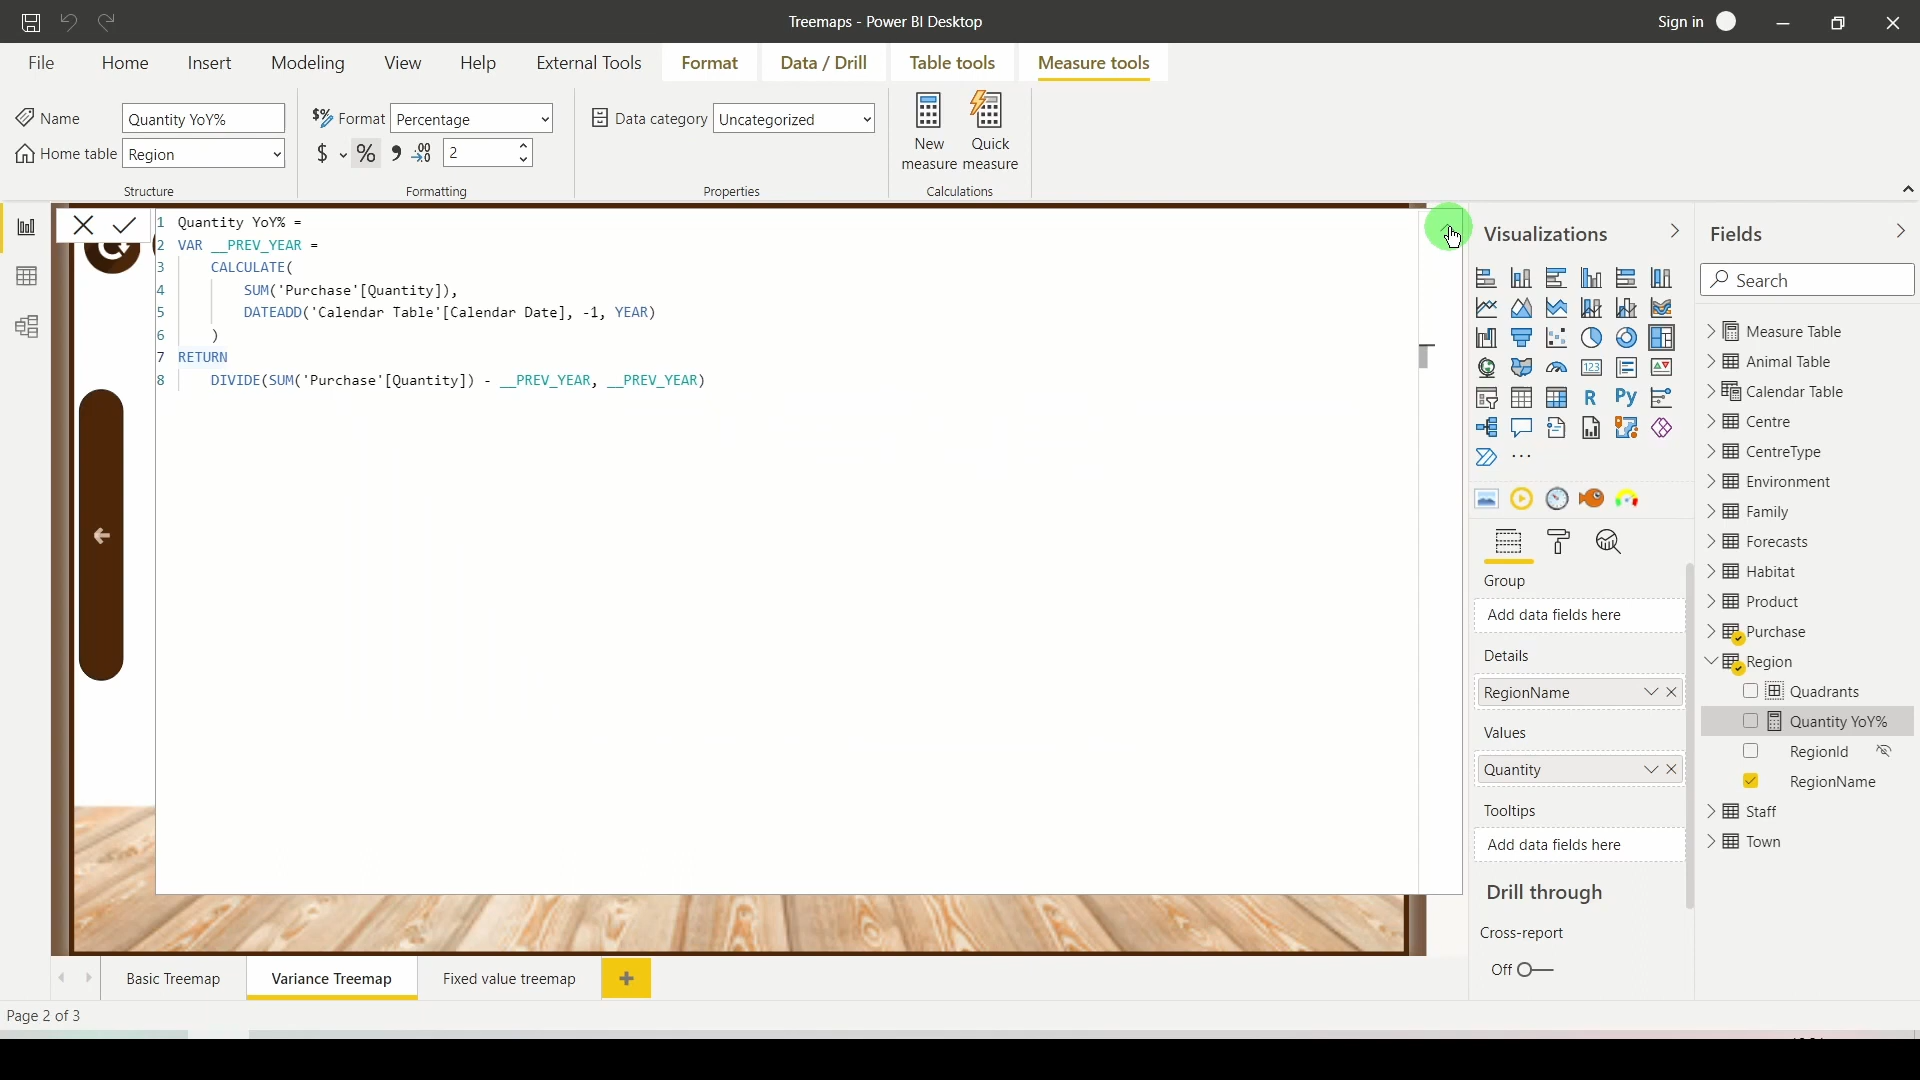 Treemaps - Power BI Desktop
Sign in
File Home Insert Modeling View Help External Tools Format Data / Drill Table tools Measure tools
Name Quantity YoY%
Home table Region
Structure
Format Percentage
$ % 2
Formatting
Data category Uncategorized
Properties
New measure
Quick measure
Calculations
1 Quantity YoY% =
2 VAR __PREV_YEAR =
3 CALCULATE(
4 SUM('Purchase'[Quantity]),
5 DATEADD('Calendar Table'[Calendar Date], -1, YEAR)
6 )
7 RETURN
8 DIVIDE(SUM('Purchase'[Quantity]) - __PREV_YEAR, __PREV_YEAR)
Visualizations
123
R Py
Group
Add data fields here
Details
RegionName
Values
Quantity
Tooltips
Add data fields here
Drill through
Cross-report
Off
Fields
Search
Measure Table
Animal Table
Calendar Table
Centre
CentreType
Environment
Family
Forecasts
Habitat
Product
Purchase
Region
Quadrants
Quantity YoY%
RegionId
RegionName
Staff
Town
Basic Treemap Variance Treemap Fixed value treemap
Page 2 of 3